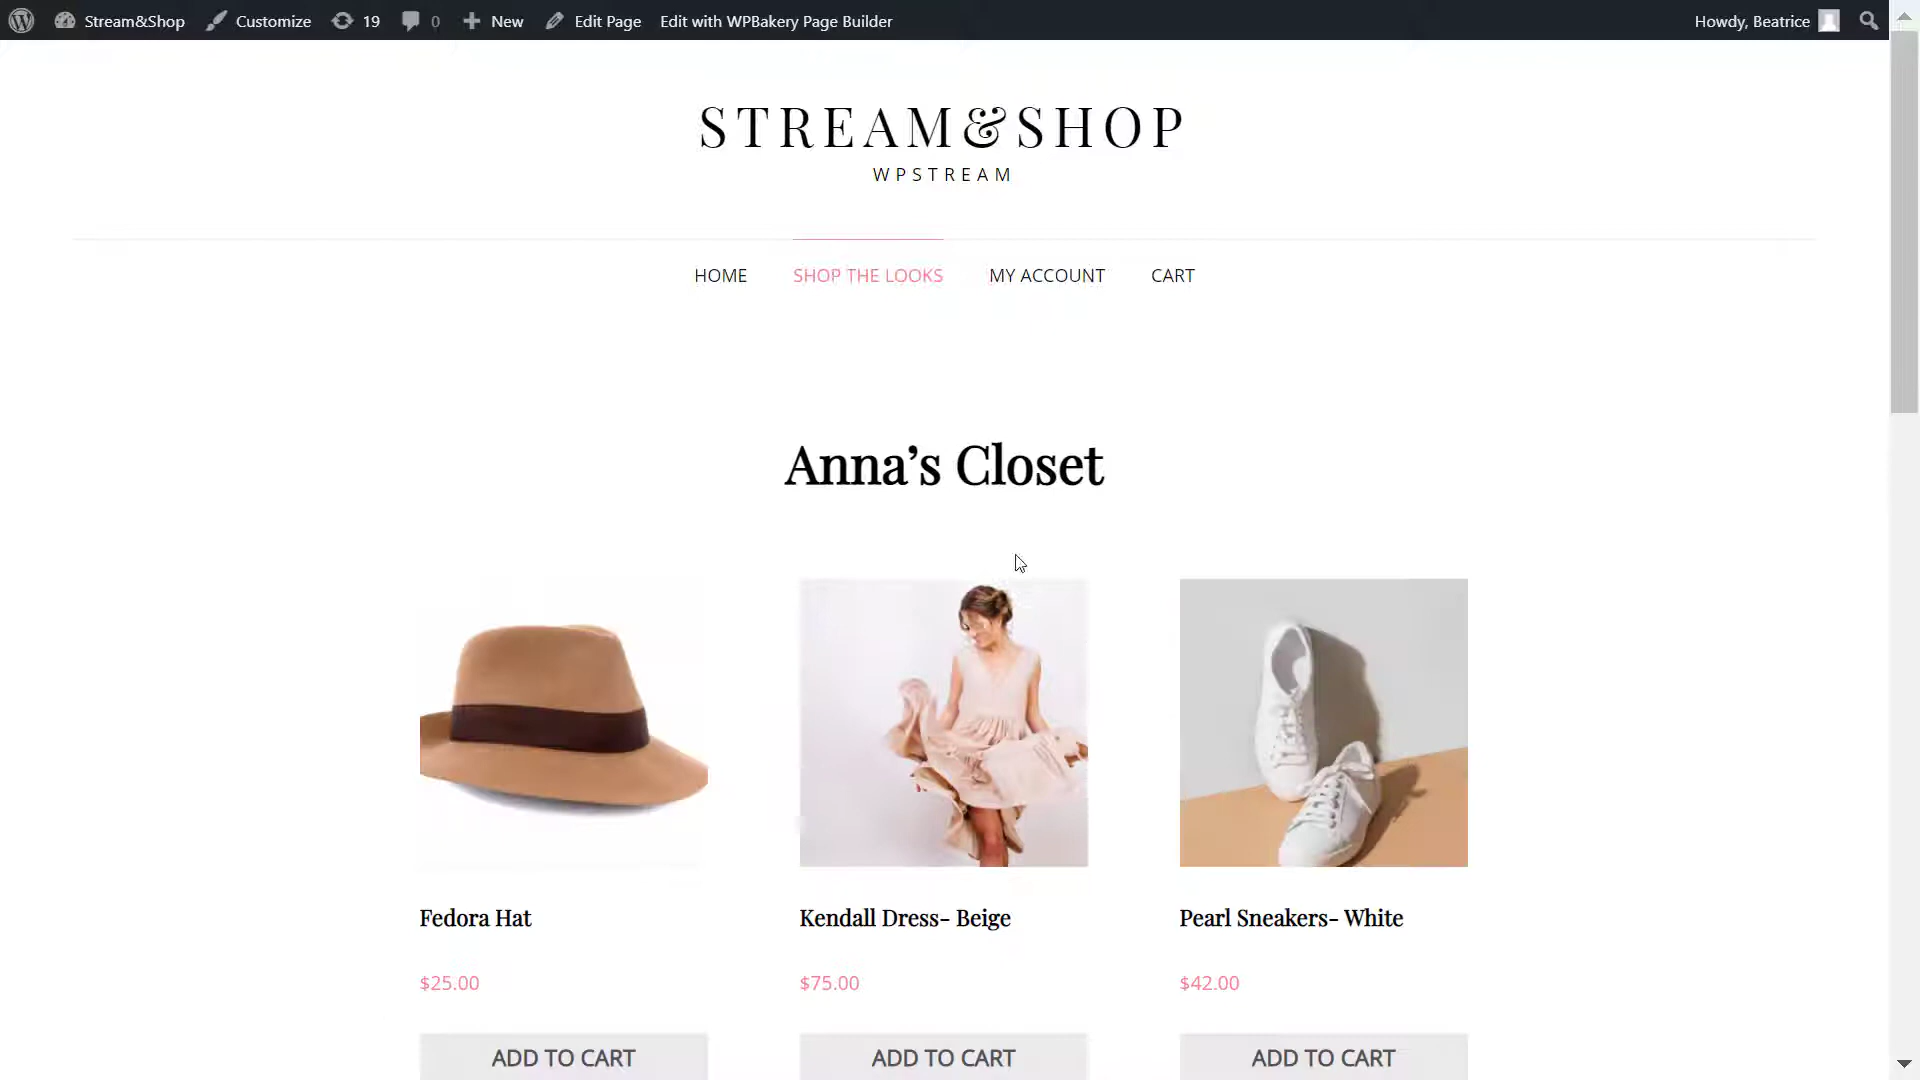 Stream&Shop Customize 19 0 New Edit Page Edit with WPBakery Page Builder Howdy, Beatrice
STREAM&SHOP
WPSTREAM
HOME SHOP THE LOOKS MY ACCOUNT CART
Anna’s Closet
Fedora Hat Kendall Dress- Beige Pearl Sneakers- White
$25.00 $75.00 $42.00
ADD TO CART ADD TO CART ADD TO CART